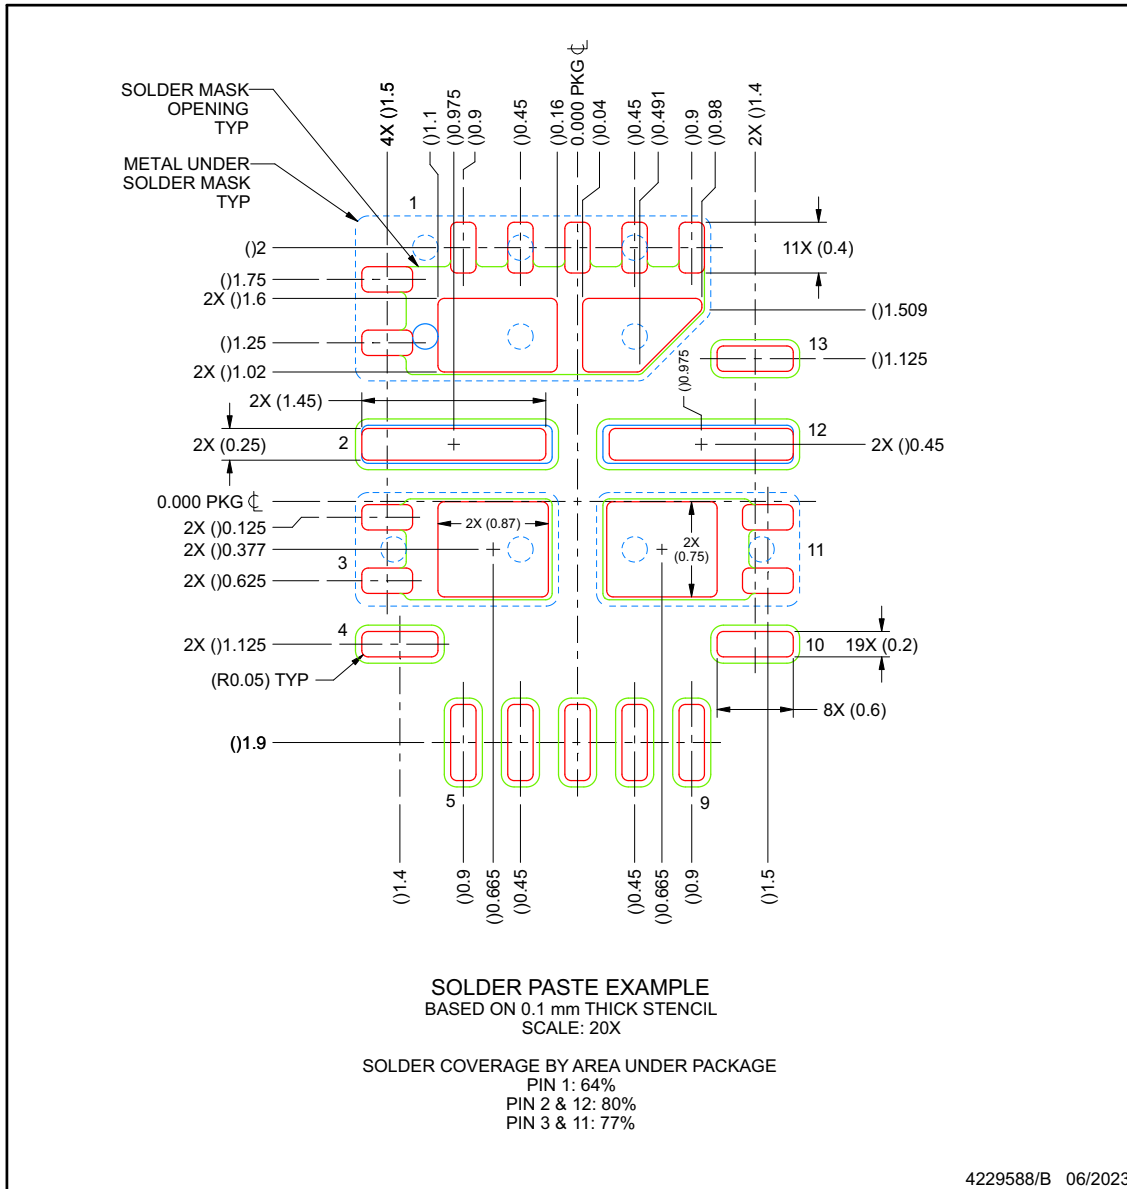 SOLDER MASK
OPENING
TYP
METAL UNDER
SOLDER MASK
TYP
4X ()1.5
()1.1
()0.975
()0.9
()0.45
()0.16
0.000 PKG ℄
()0.04
()0.45
()0.491
()0.9
()0.98
2X ()1.4
1
()2
()1.75
2X ()1.6
()1.25
2X ()1.02
11X (0.4)
()1.509
13
()1.125
()0.975
2X (1.45)
2X (0.25)
2
12
2X ()0.45
0.000 PKG ℄
2X ()0.125
2X ()0.377
2X ()0.625
3
2X (0.87)
2X
(0.75)
11
4
2X ()1.125
(R0.05) TYP
10
19X (0.2)
8X (0.6)
()1.9
5
9
()1.4
()0.9
()0.665
()0.45
()0.45
()0.665
()0.9
()1.5
SOLDER PASTE EXAMPLE
BASED ON 0.1 mm THICK STENCIL
SCALE: 20X
SOLDER COVERAGE BY AREA UNDER PACKAGE
PIN 1: 64%
PIN 2 & 12: 80%
PIN 3 & 11: 77%
4229588/B 06/2023